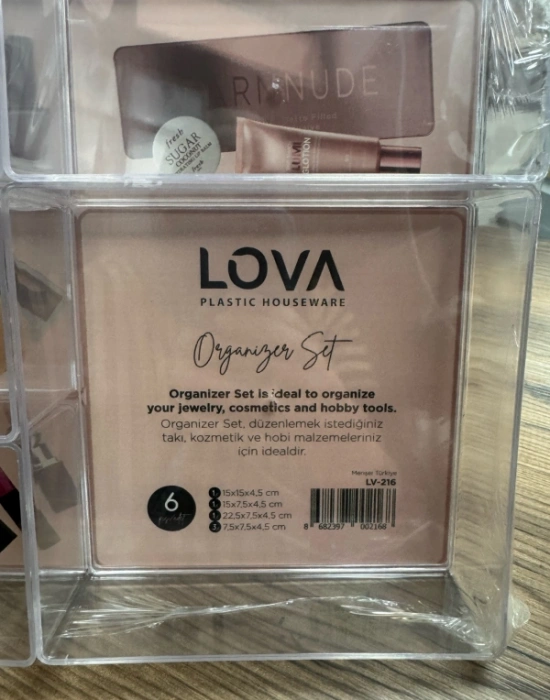 NUDE
fresh
SUGAR
COCONUT
LOTION
LOVA
PLASTIC HOUSEWARE
Organizer Set
Organizer Set is ideal to organize
your jewelry, cosmetics and hobby tools.
Organizer Set, düzenlemek istediğiniz
takı, kozmetik ve hobi malzemeleriniz
için idealdir.
Menşei Türkiye
LV-216
6
1 15x15x4,5 cm
1 15x7,5x4,5 cm
1 22,5x7,5x4,5 cm
3 7,5x7,5x4,5 cm
8 682397 002168